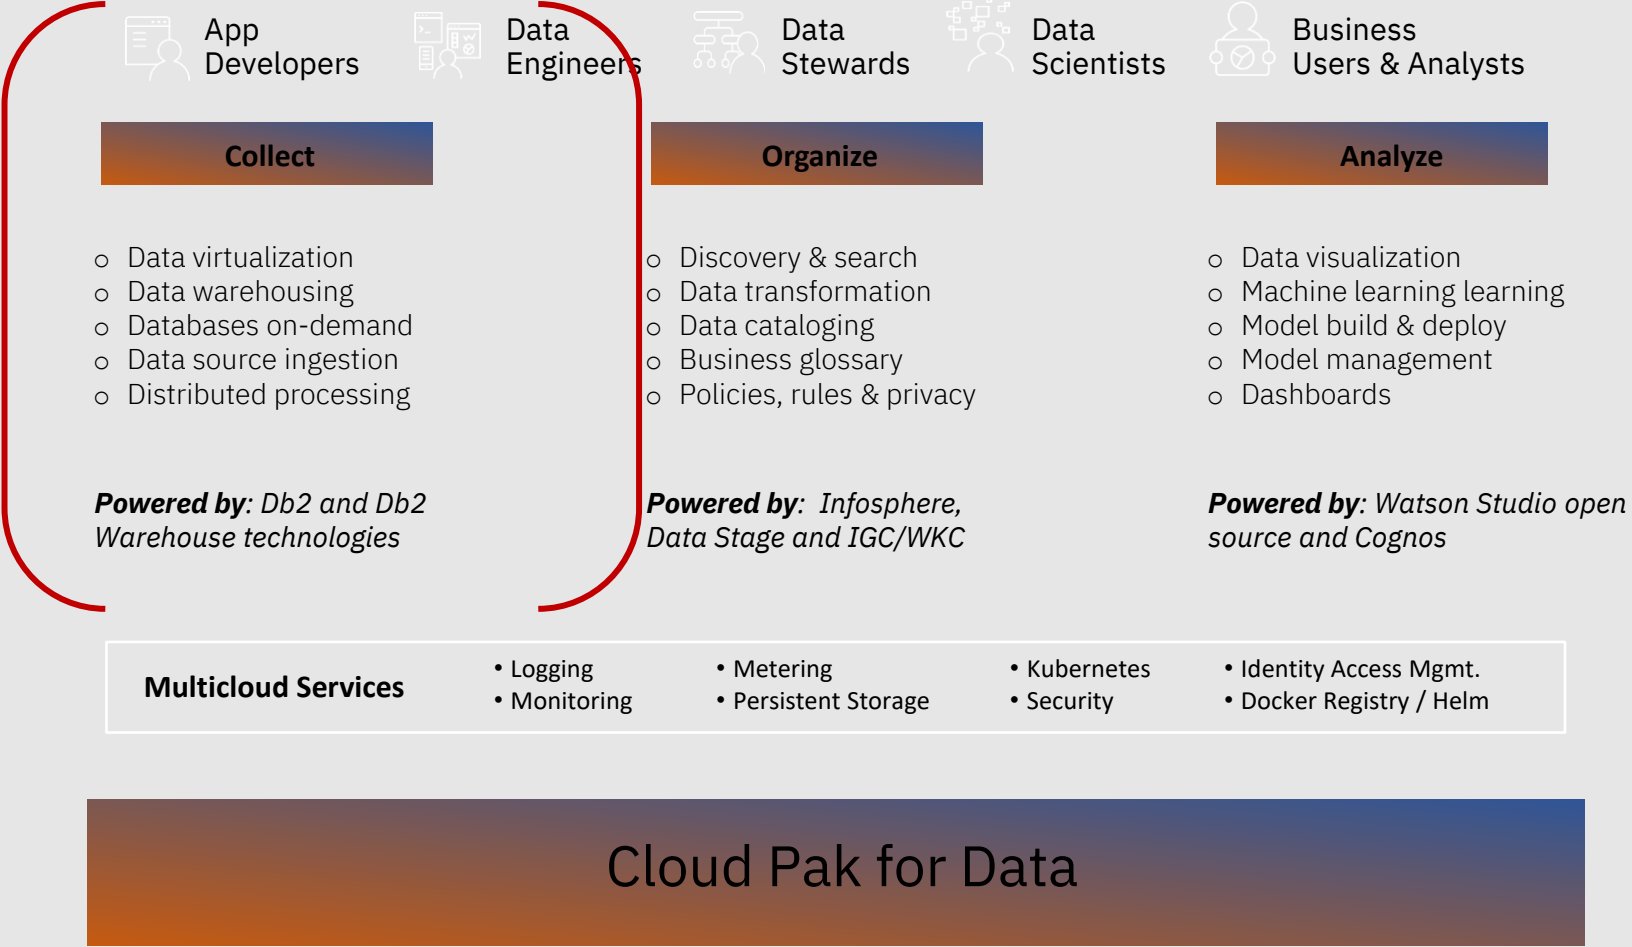 App
Developers
Data
Engineers
Data
Stewards
Data
Scientists
Business
Users & Analysts
Collect
o Data virtualization
o Data warehousing
o Databases on-demand
o Data source ingestion
o Distributed processing
Powered by: Db2 and Db2
Warehouse technologies
Organize
o Discovery & search
o Data transformation
o Data cataloging
o Business glossary
o Policies, rules & privacy
Powered by: Infosphere,
Data Stage and IGC/WKC
Analyze
o Data visualization
o Machine learning learning
o Model build & deploy
o Model management
o Dashboards
Powered by: Watson Studio open
source and Cognos
Multicloud Services
• Logging
• Monitoring
• Metering
• Persistent Storage
• Kubernetes
• Security
• Identity Access Mgmt.
• Docker Registry / Helm
Cloud Pak for Data